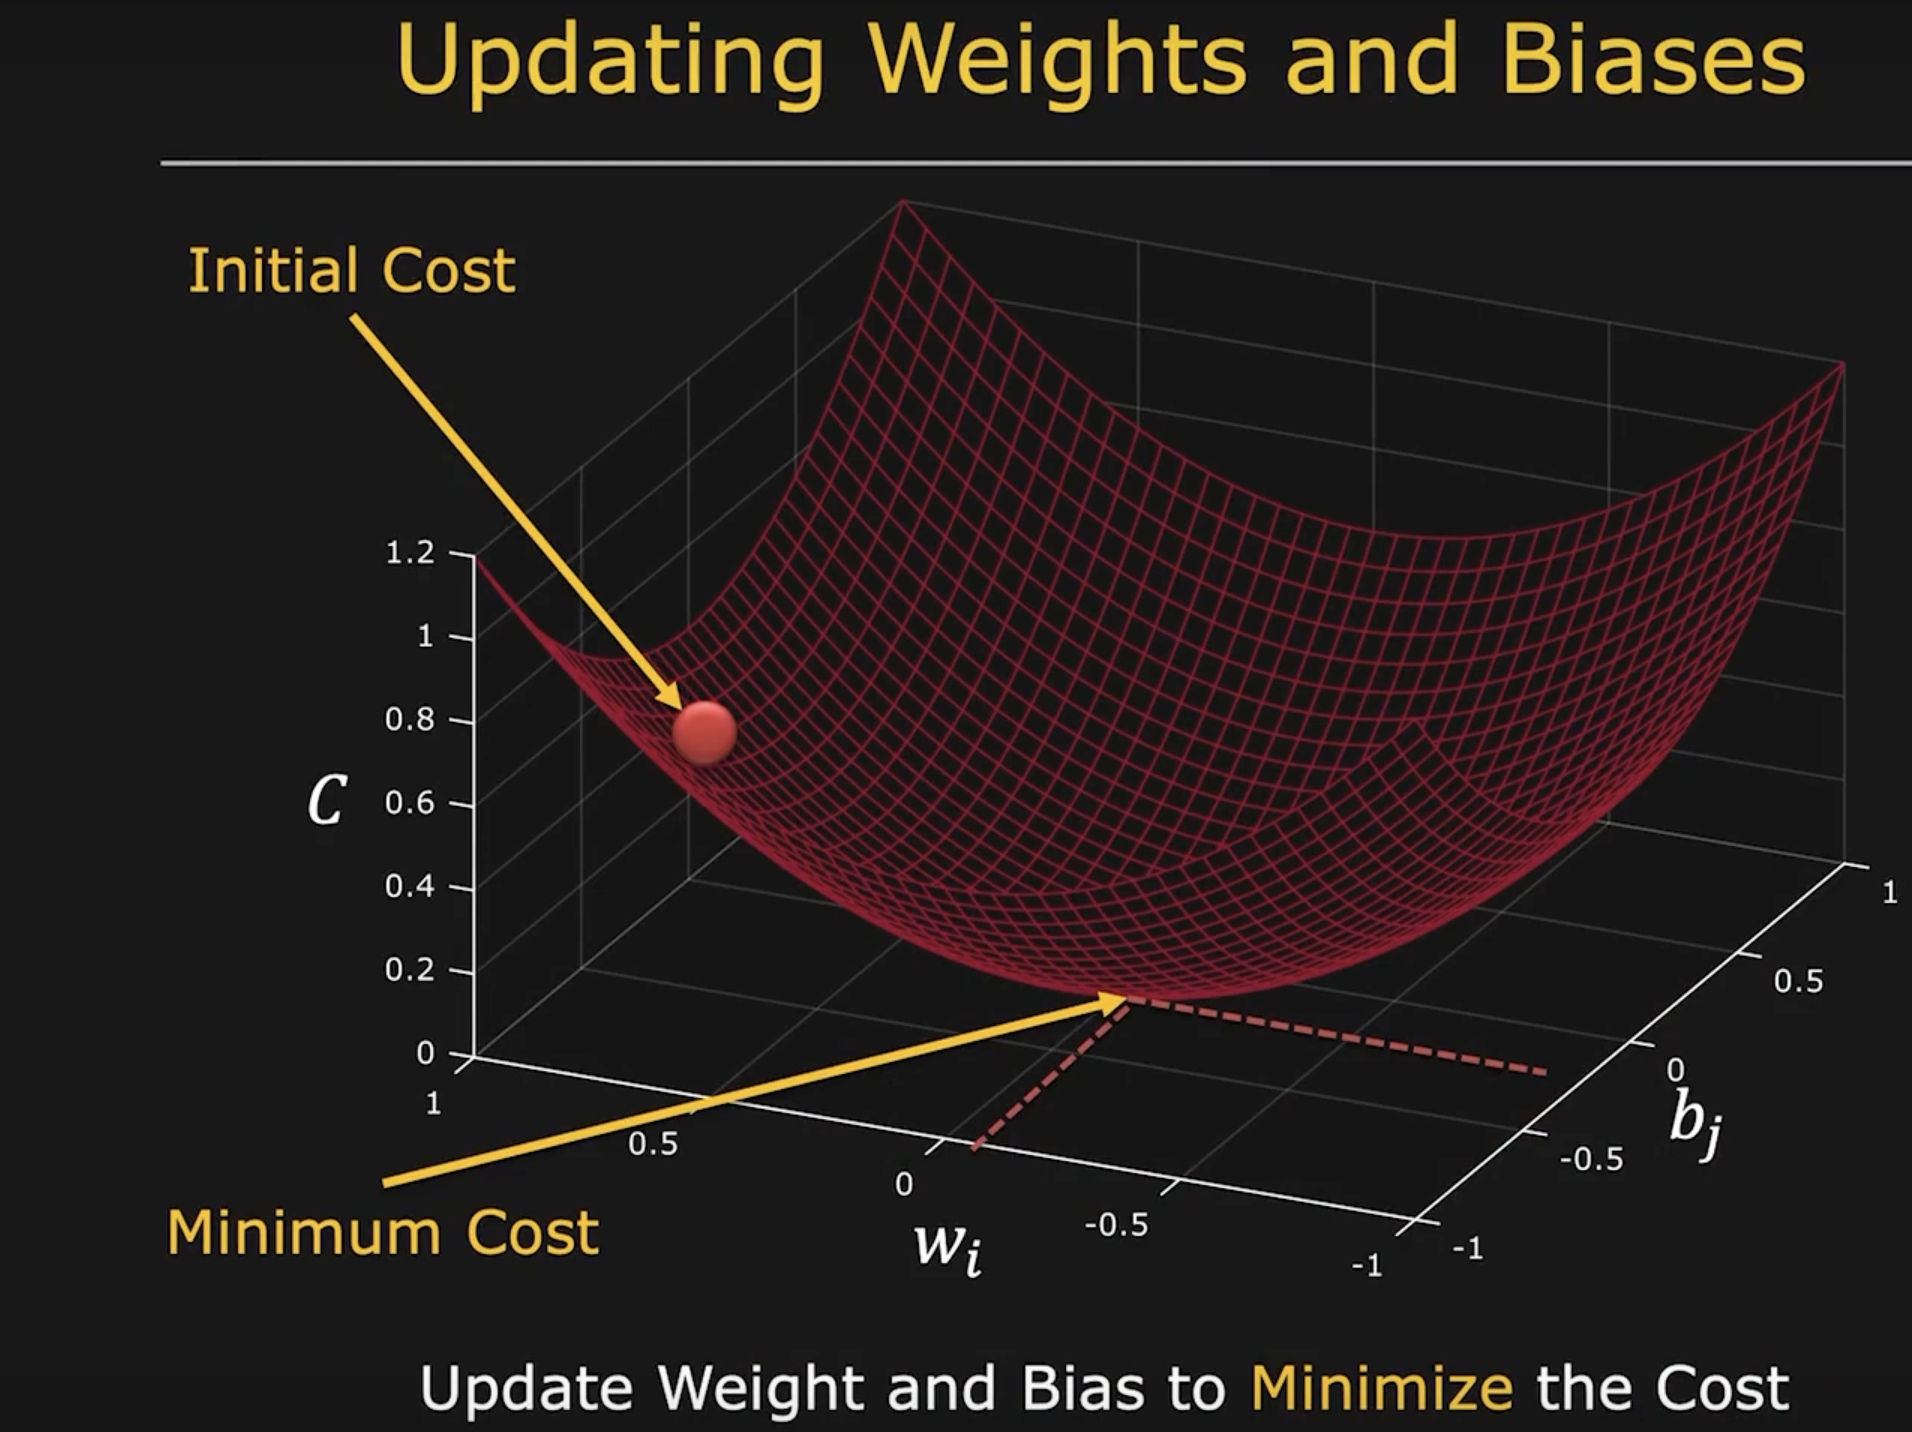 Updating Weights and Biases
Initial Cost
1.2
1
0.8
C
0.6
0.4
0.2
0
1
0.5
0
-0.5
-1
w_i
-1
-0.5
0
0.5
1
b_j
Minimum Cost
Update Weight and Bias to Minimize the Cost